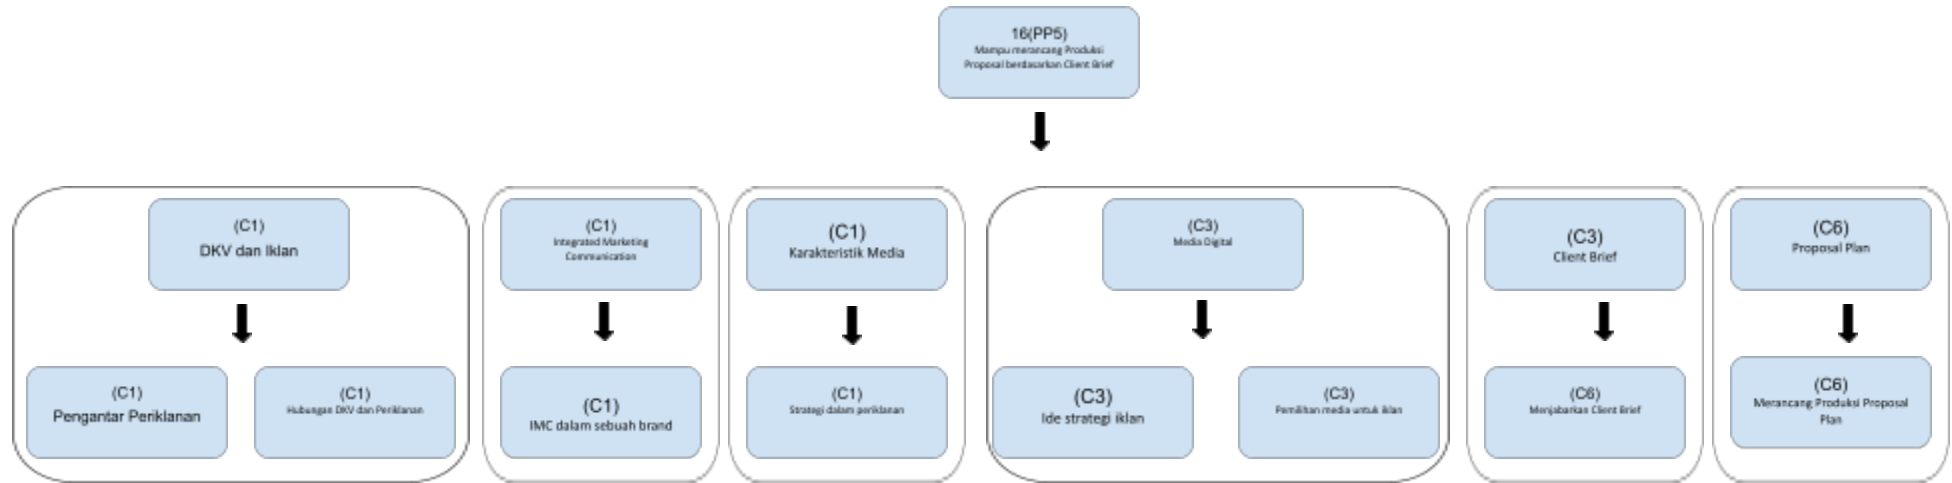 16(PP5)
Mampu merancang Produksi
Proposal berdasarkan Client Brief
(C1)
DKV dan Iklan
(C1)
Pengantar Periklanan
(C1)
Hubungan DKV dan Periklanan
(C1)
Integrated Marketing
Communication
(C1)
IMC dalam sebuah brand
(C1)
Karakteristik Media
(C1)
Strategi dalam periklanan
(C3)
Media Digital
(C3)
Ide strategi iklan
(C3)
Pemilihan media untuk iklan
(C3)
Client Brief
(C6)
Menjabarkan Client Brief
(C6)
Proposal Plan
(C6)
Merancang Produksi Proposal
Plan